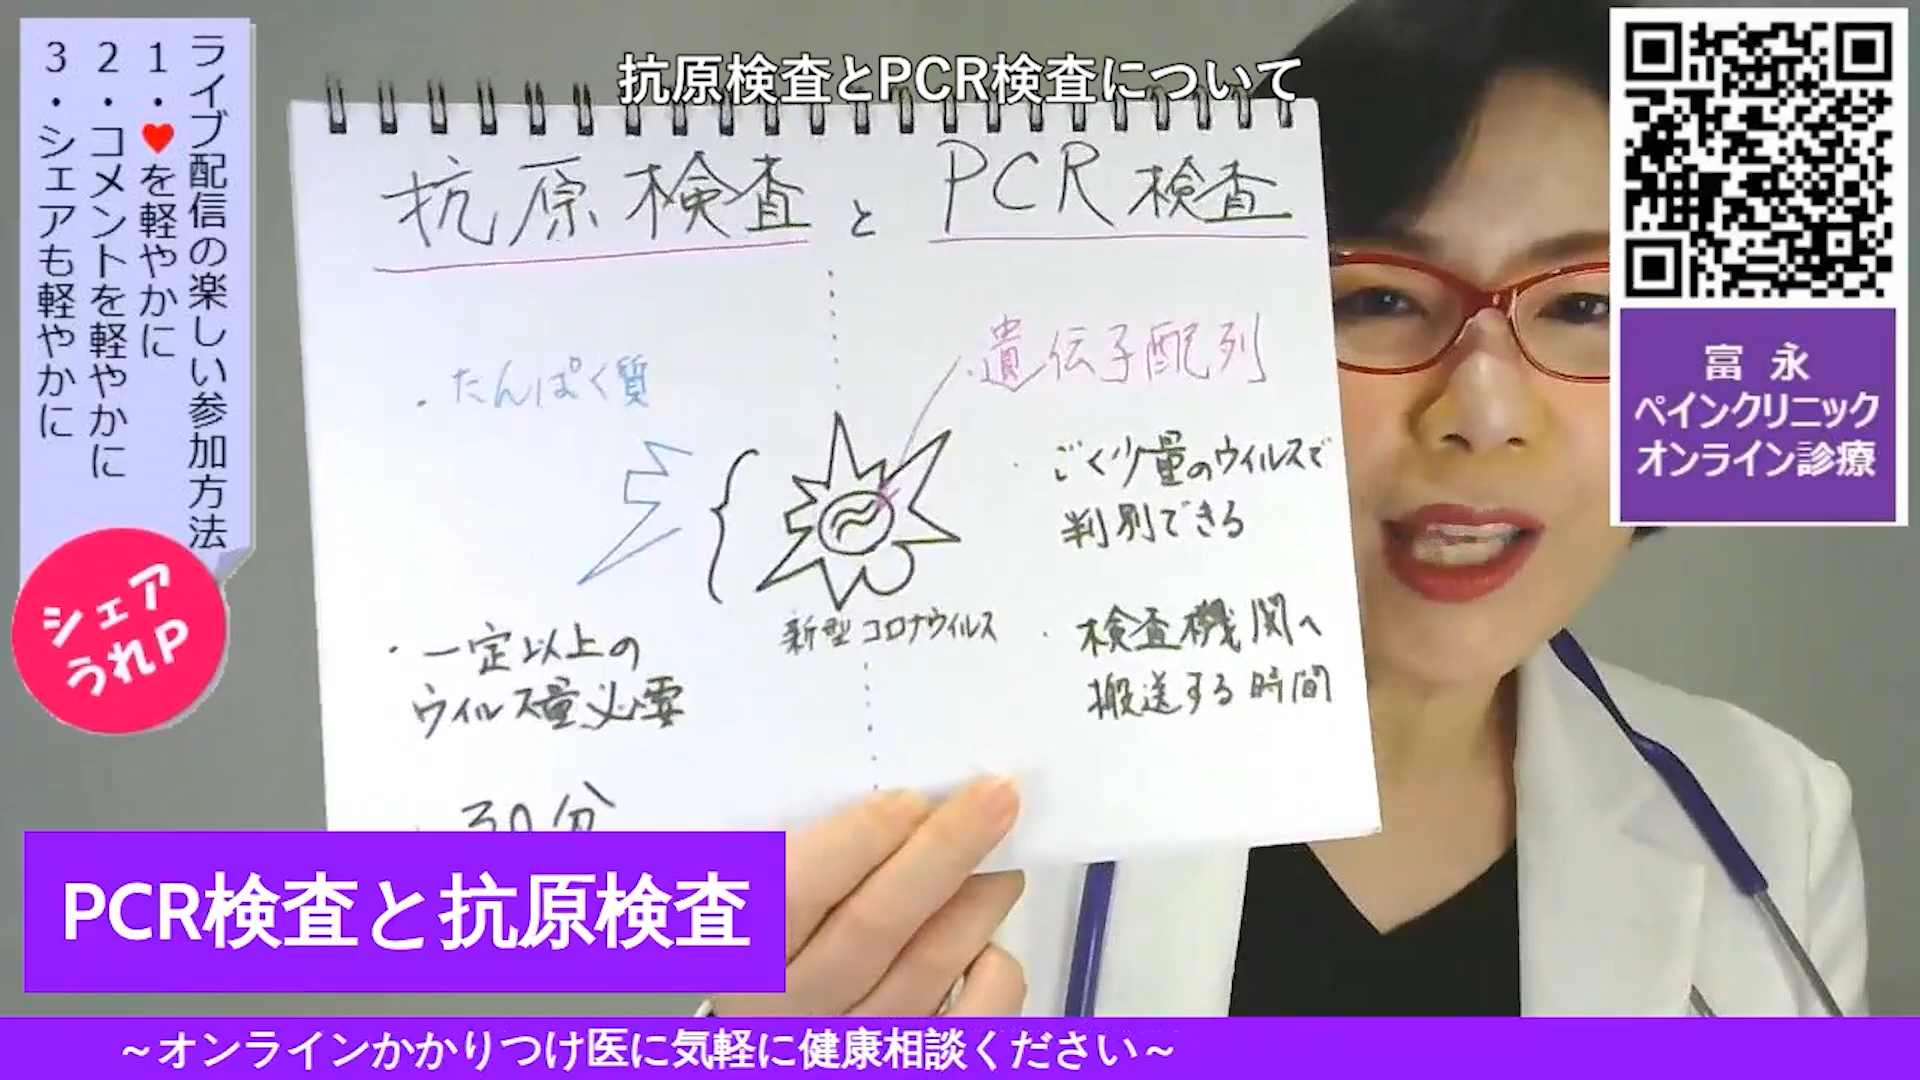 抗原検査とPCR検査について
ライブ配信の楽しい参加方法
1・♥を軽やかに
2・コメントを軽やかに
3・シェアも軽やかに
シェア
うれP
抗原検査とPCR検査
・たんぱく質
・一定以上の
ウイルス量必要
・30分
新型コロナウイルス
・遺伝子配列
・ごく少量のウイルスで
判別できる
・検査機関へ
搬送する時間
富永
ペインクリニック
オンライン診療
PCR検査と抗原検査
~オンラインかかりつけ医に気軽に健康相談ください~